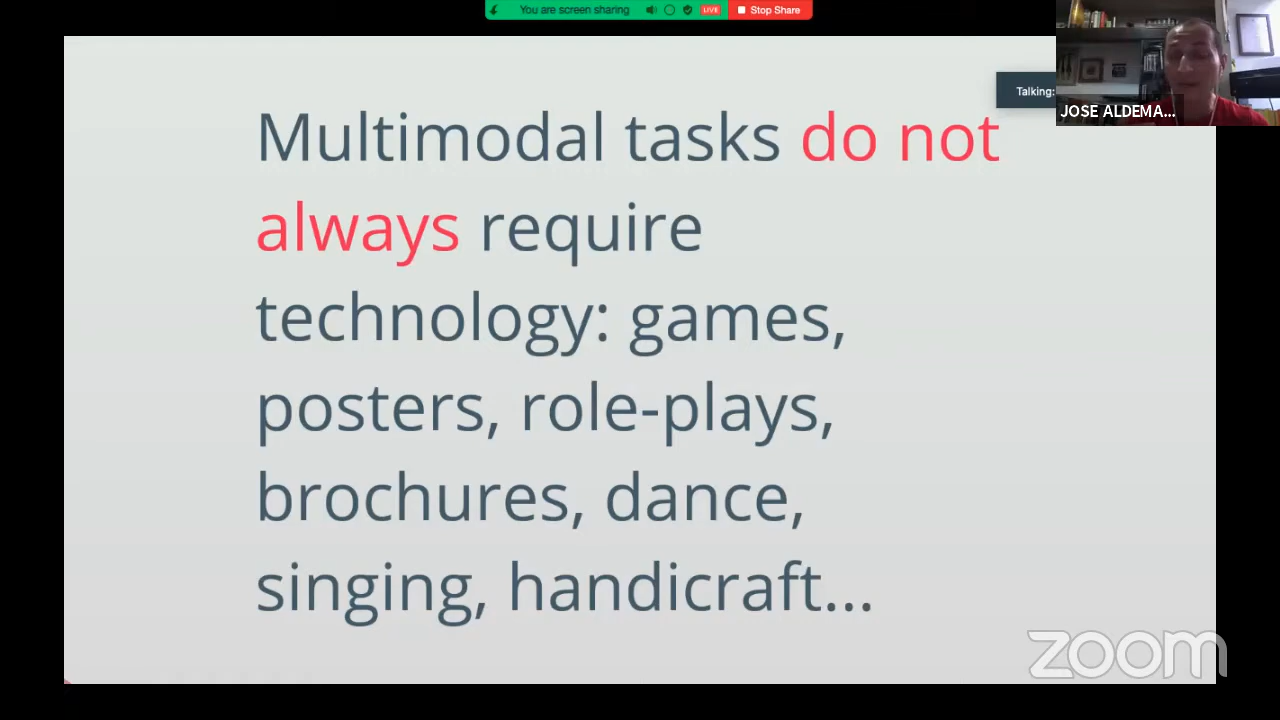 You are screen sharing
LIVE
Stop Share
Talking:
JOSE ALDEMA...
Multimodal tasks do not
always require
technology: games,
posters, role-plays,
brochures, dance,
singing, handicraft...
zoom